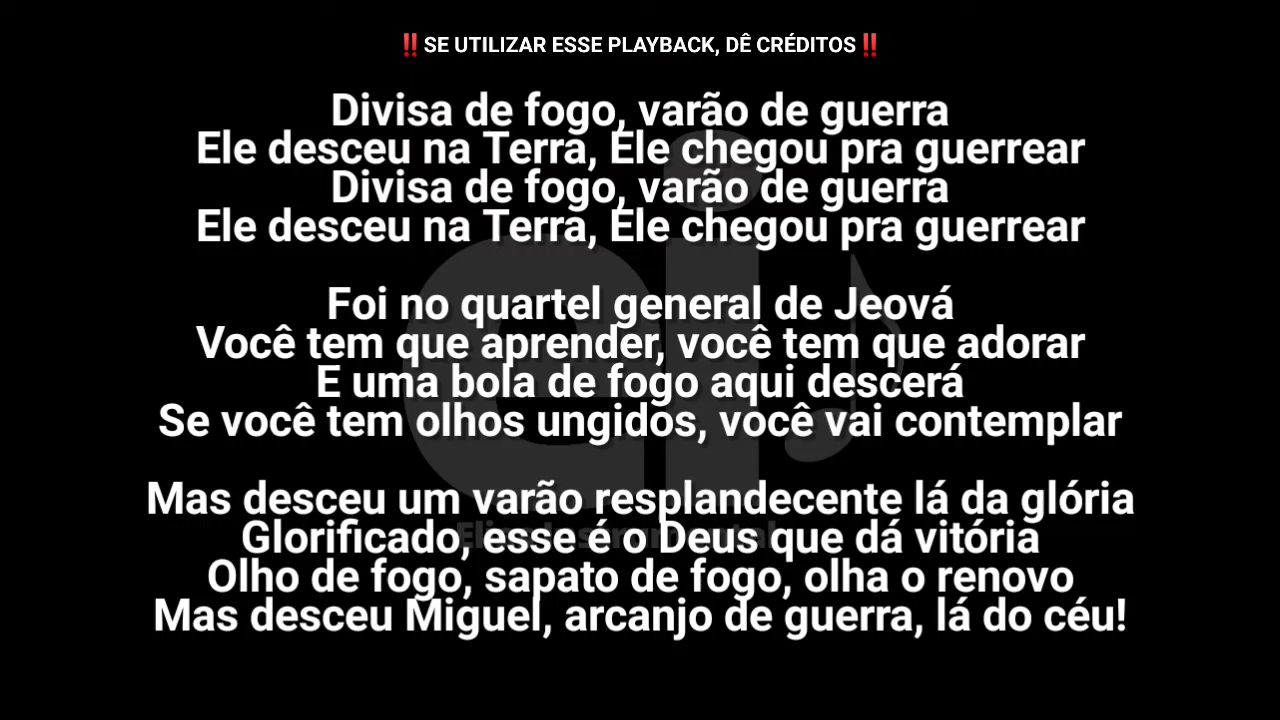 ‼️SE UTILIZAR ESSE PLAYBACK, DÊ CRÉDITOS‼️
Divisa de fogo, varão de guerra
Ele desceu na Terra, Ele chegou pra guerrear
Divisa de fogo, varão de guerra
Ele desceu na Terra, Ele chegou pra guerrear
Foi no quartel general de Jeová
Você tem que aprender, você tem que adorar
E uma bola de fogo aqui descerá
Se você tem olhos ungidos, você vai contemplar
Mas desceu um varão resplandecente lá da glória
Glorificado, esse é o Deus que dá vitória
Olho de fogo, sapato de fogo, olha o renovo
Mas desceu Miguel, arcanjo de guerra, lá do céu!
ei